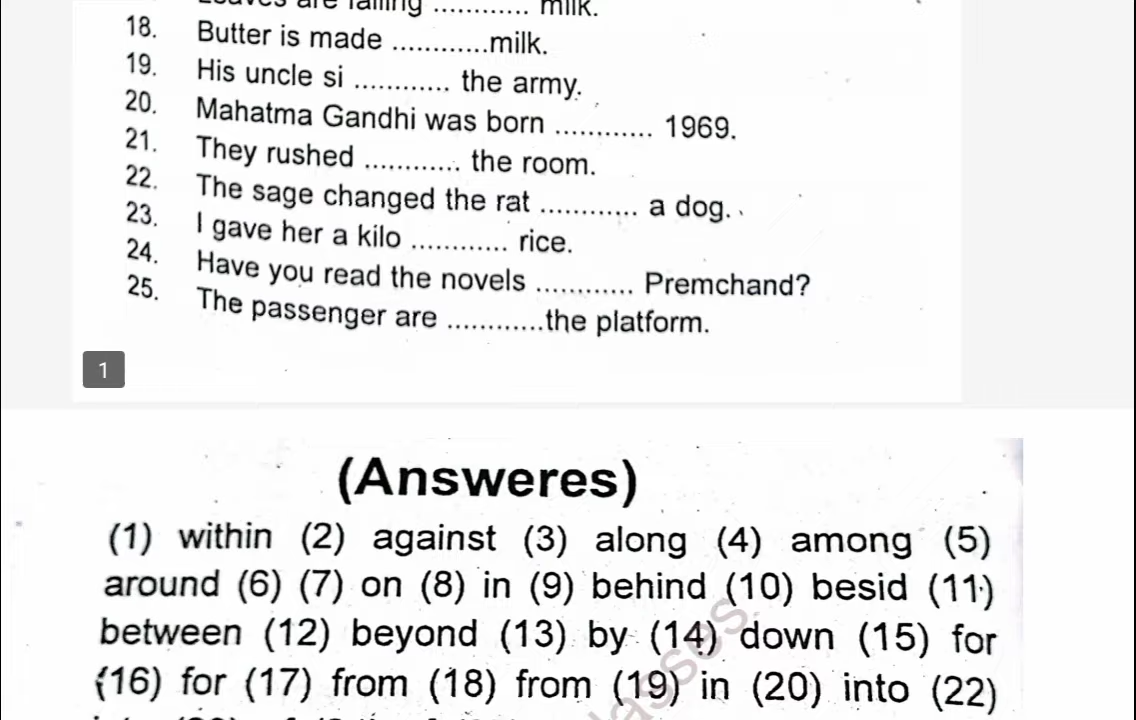 Leaves are falling ............ milk.
18. Butter is made ............milk.
19. His uncle si ............ the army.
20. Mahatma Gandhi was born ............ 1969.
21. They rushed ............ the room.
22. The sage changed the rat ............ a dog.
23. I gave her a kilo ............ rice.
24. Have you read the novels ............ Premchand?
25. The passenger are ............the platform.
1
(Answeres)
(1) within (2) against (3) along (4) among (5)
around (6) (7) on (8) in (9) behind (10) besid (11)
between (12) beyond (13) by (14) down (15) for
(16) for (17) from (18) from (19) in (20) into (22)